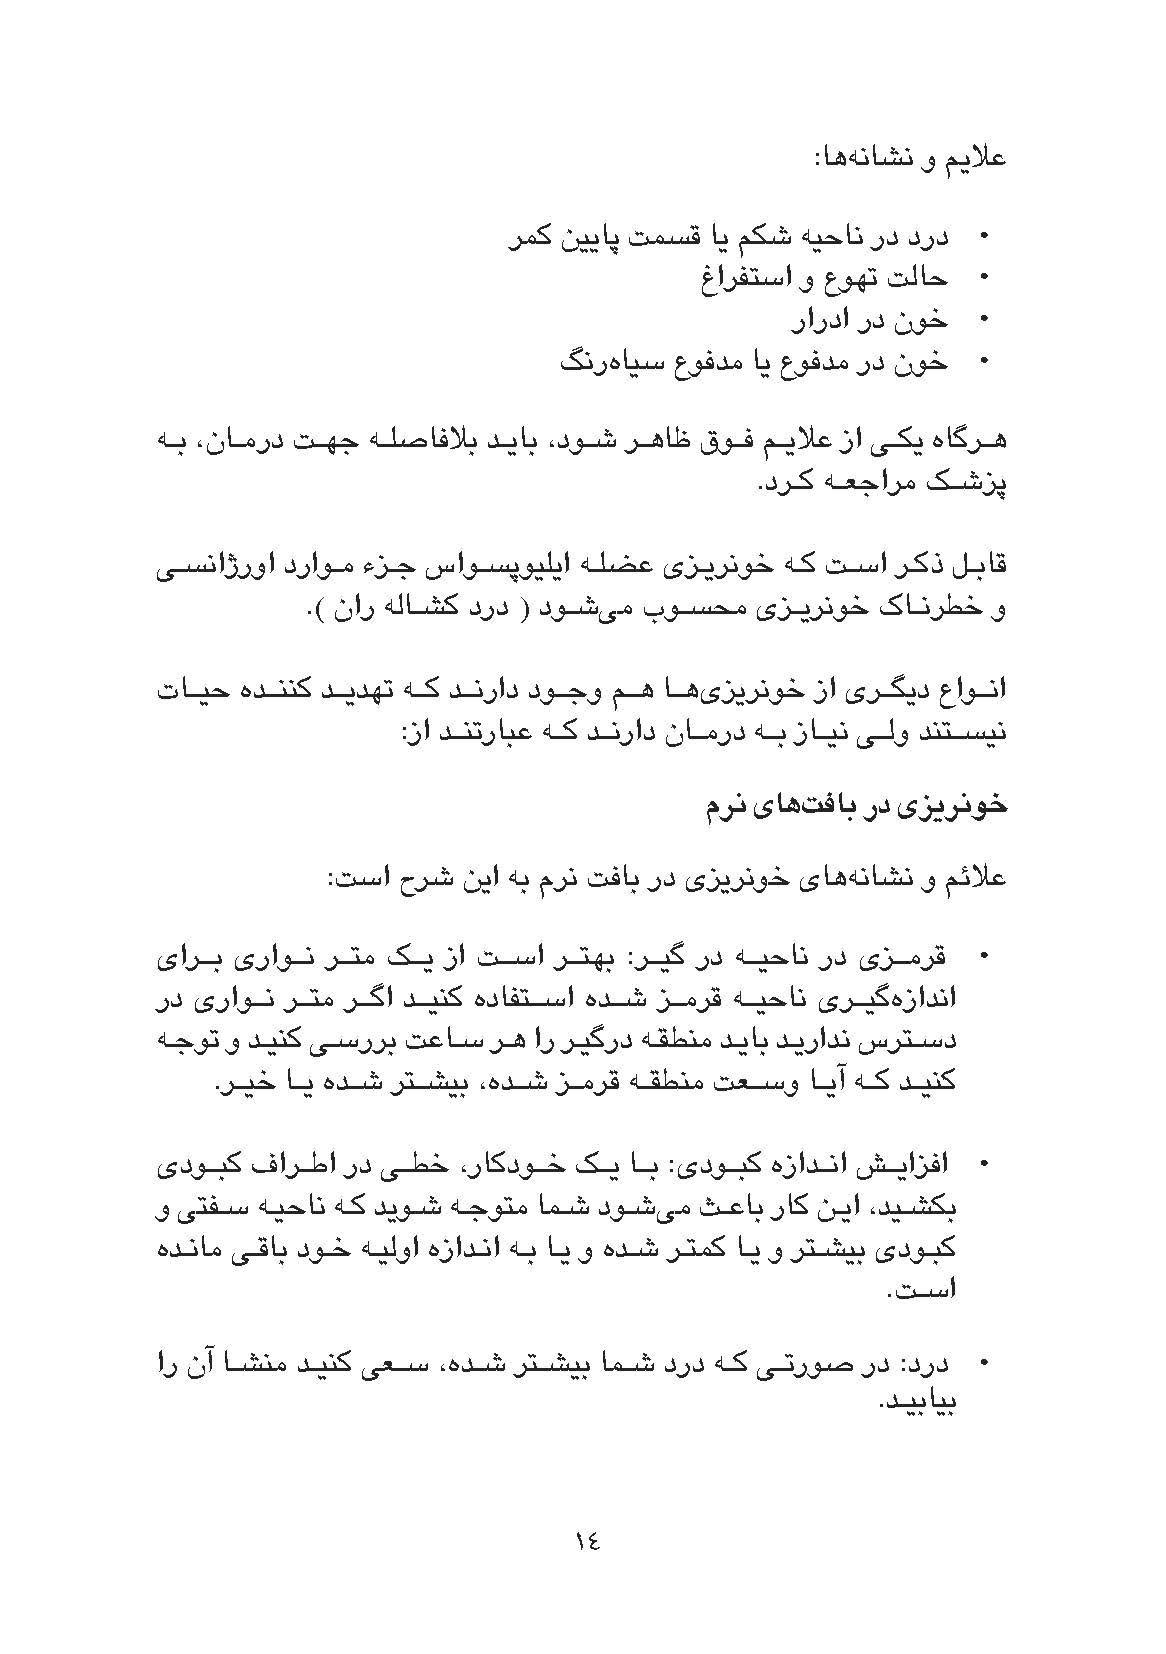 علایم و نشانه‌ها:
• درد در ناحیه شکم یا قسمت پایین کمر
• حالت تهوع و استفراغ
• خون در ادرار
• خون در مدفوع یا مدفوع سیاه‌رنگ
هرگاه یکی از علایم فوق ظاهر شود، باید بلافاصله جهت درمان، به
پزشک مراجعه کرد.
قابل ذکر است که خونریزی عضله ایلیوپسواس جزء موارد اورژانسی
و خطرناک خونریزی محسوب می‌شود ( درد کشاله ران ).
انواع دیگری از خونریزی‌ها هم وجود دارند که تهدید کننده حیات
نیستند ولی نیاز به درمان دارند که عبارتند از:
خونریزی در بافت‌های نرم
علائم و نشانه‌های خونریزی در بافت نرم به این شرح است:
• قرمزی در ناحیه در گیر: بهتر است از یک متر نواری برای
اندازه‌گیری ناحیه قرمز شده استفاده کنید اگر متر نواری در
دسترس ندارید باید منطقه درگیر را هر ساعت بررسی کنید و توجه
کنید که آیا وسعت منطقه قرمز شده، بیشتر شده یا خیر.
• افزایش اندازه کبودی: با یک خودکار، خطی در اطراف کبودی
بکشید، این کار باعث می‌شود شما متوجه شوید که ناحیه سفتی و
کبودی بیشتر و یا کمتر شده و یا به اندازه اولیه خود باقی مانده
است.
• درد: در صورتی که درد شما بیشتر شده، سعی کنید منشا آن را
بیابید.
١٤